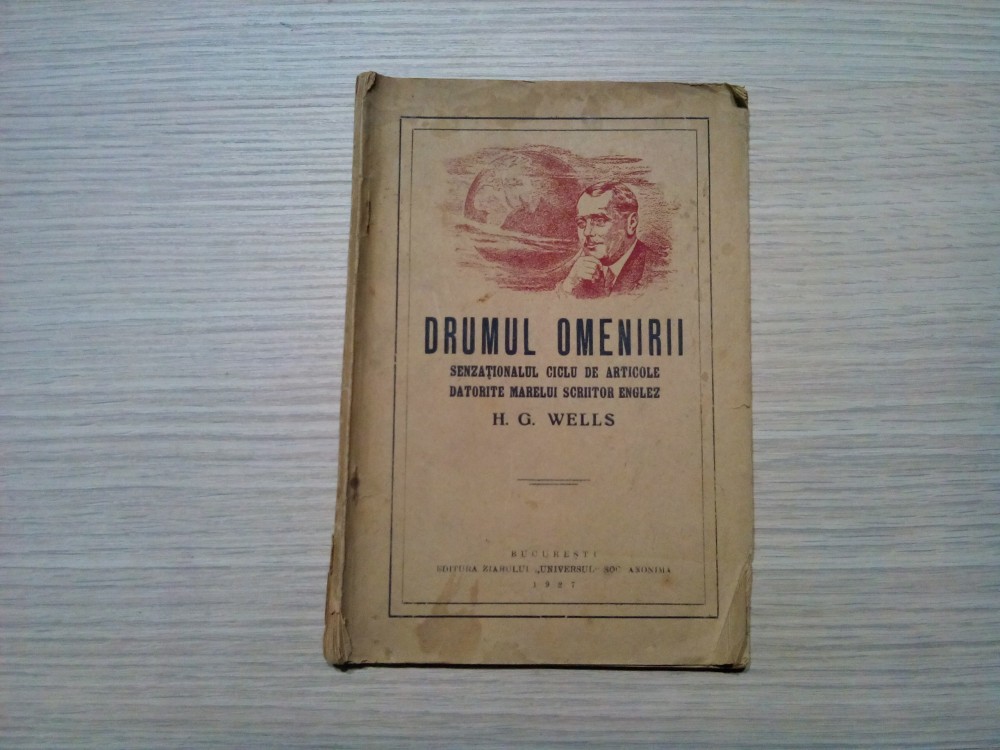 DRUMUL OMENIRII
SENZAȚIONALUL CICLU DE ARTICOLE
DATORITE MARELUI SCRIITOR ENGLEZ
H. G. WELLS
BUCUREȘTI
EDITURA ZIARULUI „UNIVERSUL" SOC. ANONIMA
1927